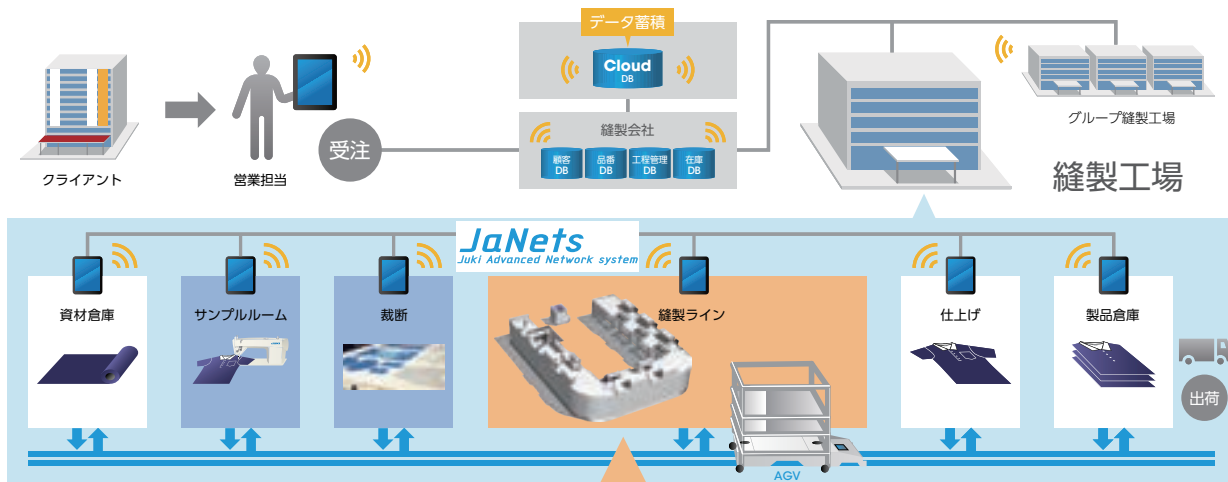 データ蓄積
Cloud
DB
縫製会社
顧客
DB
品番
DB
工程管理
DB
在庫
DB
クライアント
営業担当
受注
グループ縫製工場
縫製工場
JaNets
Juki Advanced Network system
資材倉庫
サンプルルーム
裁断
縫製ライン
仕上げ
製品倉庫
出荷
AGV